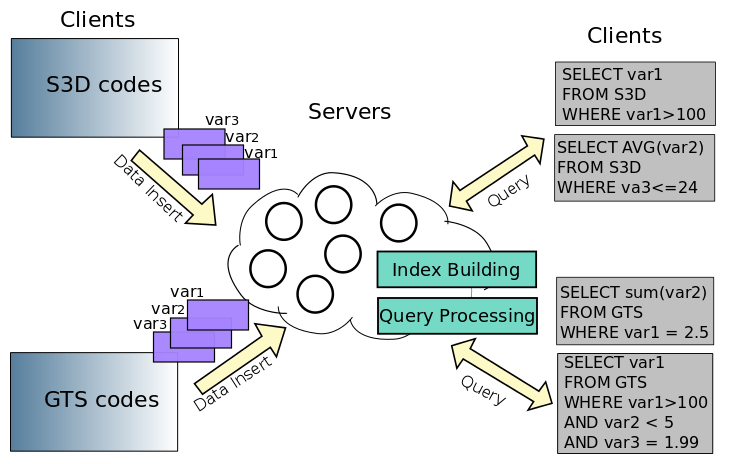 Clients
S3D codes
var3
var2
var1
Data Insert
Servers
Index Building
Query Processing
var1
var2
var3
GTS codes
Data Insert
Clients
SELECT var1
FROM S3D
WHERE var1>100
SELECT AVG(var2)
FROM S3D
WHERE va3<=24
Query
SELECT sum(var2)
FROM GTS
WHERE var1 = 2.5
SELECT var1
FROM GTS
WHERE var1>100
AND var2 < 5
AND var3 = 1.99
Query